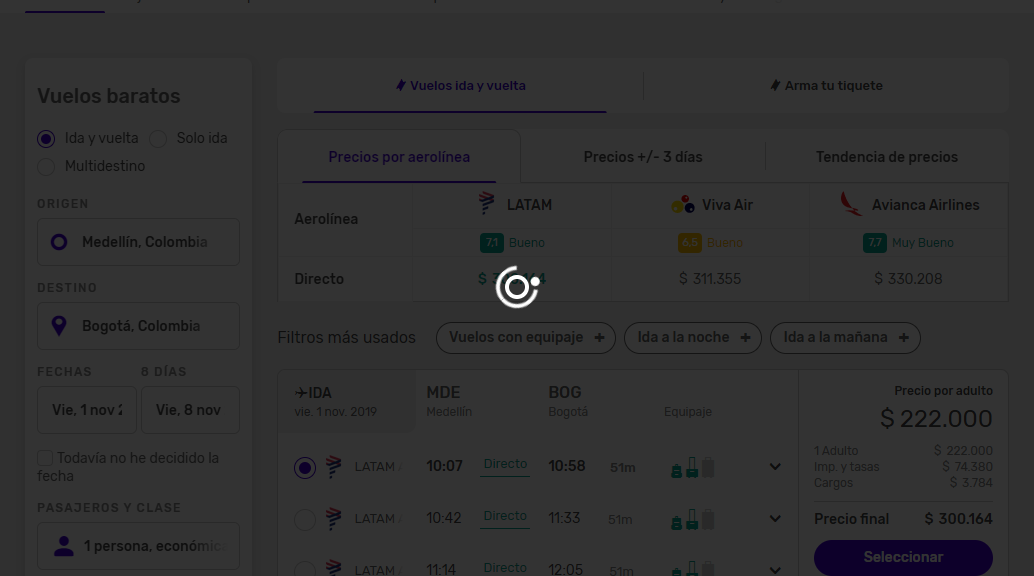 Vuelos baratos
Ida y vuelta
Solo ida
Multidestino
ORIGEN
Medellín, Colombia
DESTINO
Bogotá, Colombia
FECHAS
8 DÍAS
Vie, 1 nov 2
Vie, 8 nov
Todavía no he decidido la
fecha
PASAJEROS Y CLASE
1 persona, económic
Vuelos ida y vuelta
Arma tu tiquete
Precios por aerolínea
Precios +/- 3 días
Tendencia de precios
Aerolínea
LATAM
Viva Air
Avianca Airlines
7,1 Bueno
6,5 Bueno
7,7 Muy Bueno
Directo
$ 311.355
$ 330.208
Filtros más usados
Vuelos con equipaje +
Ida a la noche +
Ida a la mañana +
IDA
MDE
BOG
vie. 1 nov. 2019
Medellín
Bogotá
Equipaje
LATAM
10:07
Directo
10:58
51m
LATAM
10:42
Directo
11:33
51m
LATAM
11:14
Directo
12:05
51m
Precio por adulto
$ 222.000
1 Adulto $ 222.000
Imp. y tasas $ 74.380
Cargos $ 3.784
Precio final $ 300.164
Seleccionar